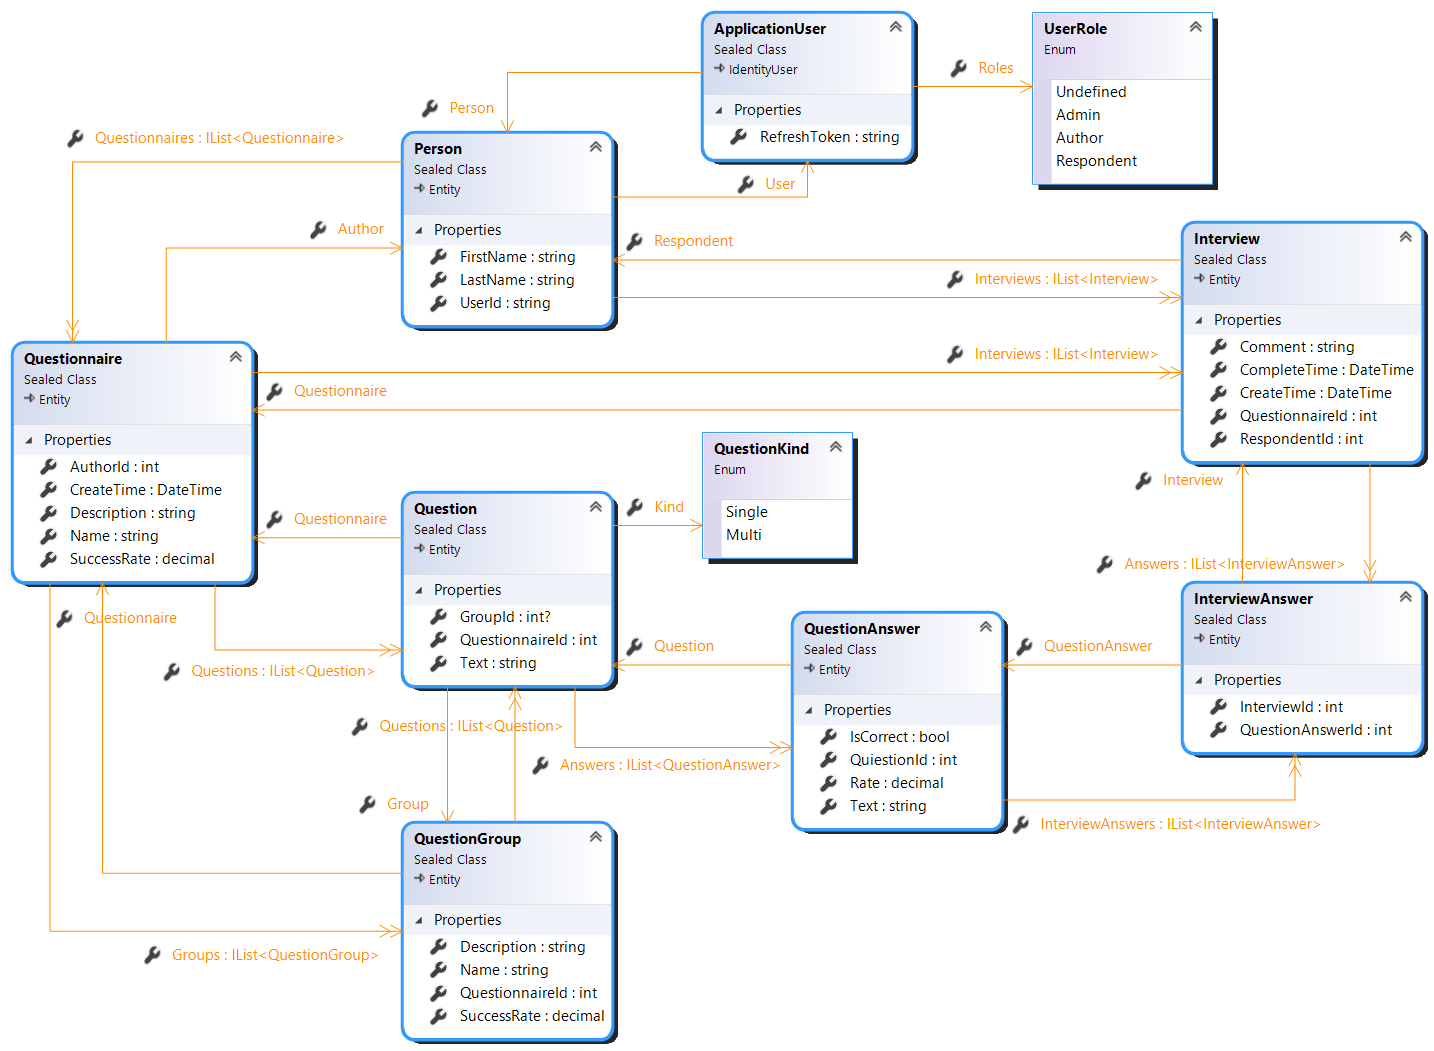 ApplicationUser
Sealed Class
IdentityUser
Properties
RefreshToken : string
UserRole
Enum
Undefined
Admin
Author
Respondent
Roles
Person
Questionnaires : IList<Questionnaire>
Person
Sealed Class
Entity
Properties
FirstName : string
LastName : string
UserId : string
User
Author
Respondent
Interviews : IList<Interview>
Interview
Sealed Class
Entity
Properties
Comment : string
CompleteTime : DateTime
CreateTime : DateTime
QuestionnaireId : int
RespondentId : int
Questionnaire
Sealed Class
Entity
Properties
AuthorId : int
CreateTime : DateTime
Description : string
Name : string
SuccessRate : decimal
Interviews : IList<Interview>
Questionnaire
QuestionKind
Enum
Single
Multi
Kind
Questionnaire
Question
Sealed Class
Entity
Properties
GroupId : int?
QuestionnaireId : int
Text : string
Interview
Answers : IList<InterviewAnswer>
InterviewAnswer
Sealed Class
Entity
Properties
InterviewId : int
QuestionAnswerId : int
QuestionAnswer
QuestionAnswer
Sealed Class
Entity
Properties
IsCorrect : bool
QuiestionId : int
Rate : decimal
Text : string
Question
Questionnaire
Questions : IList<Question>
Questions : IList<Question>
Answers : IList<QuestionAnswer>
InterviewAnswers : IList<InterviewAnswer>
Group
QuestionGroup
Sealed Class
Entity
Properties
Description : string
Name : string
QuestionnaireId : int
SuccessRate : decimal
Groups : IList<QuestionGroup>